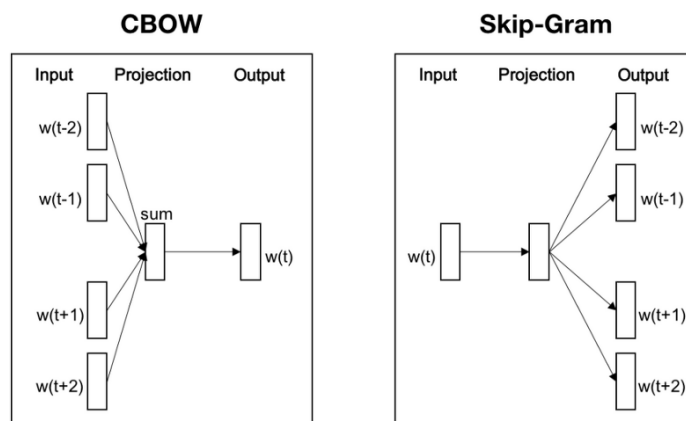 CBOW
Input Projection Output
w(t-2)
w(t-1)
sum
w(t)
w(t+1)
w(t+2)
Skip-Gram
Input Projection Output
w(t-2)
w(t-1)
w(t)
w(t+1)
w(t+2)